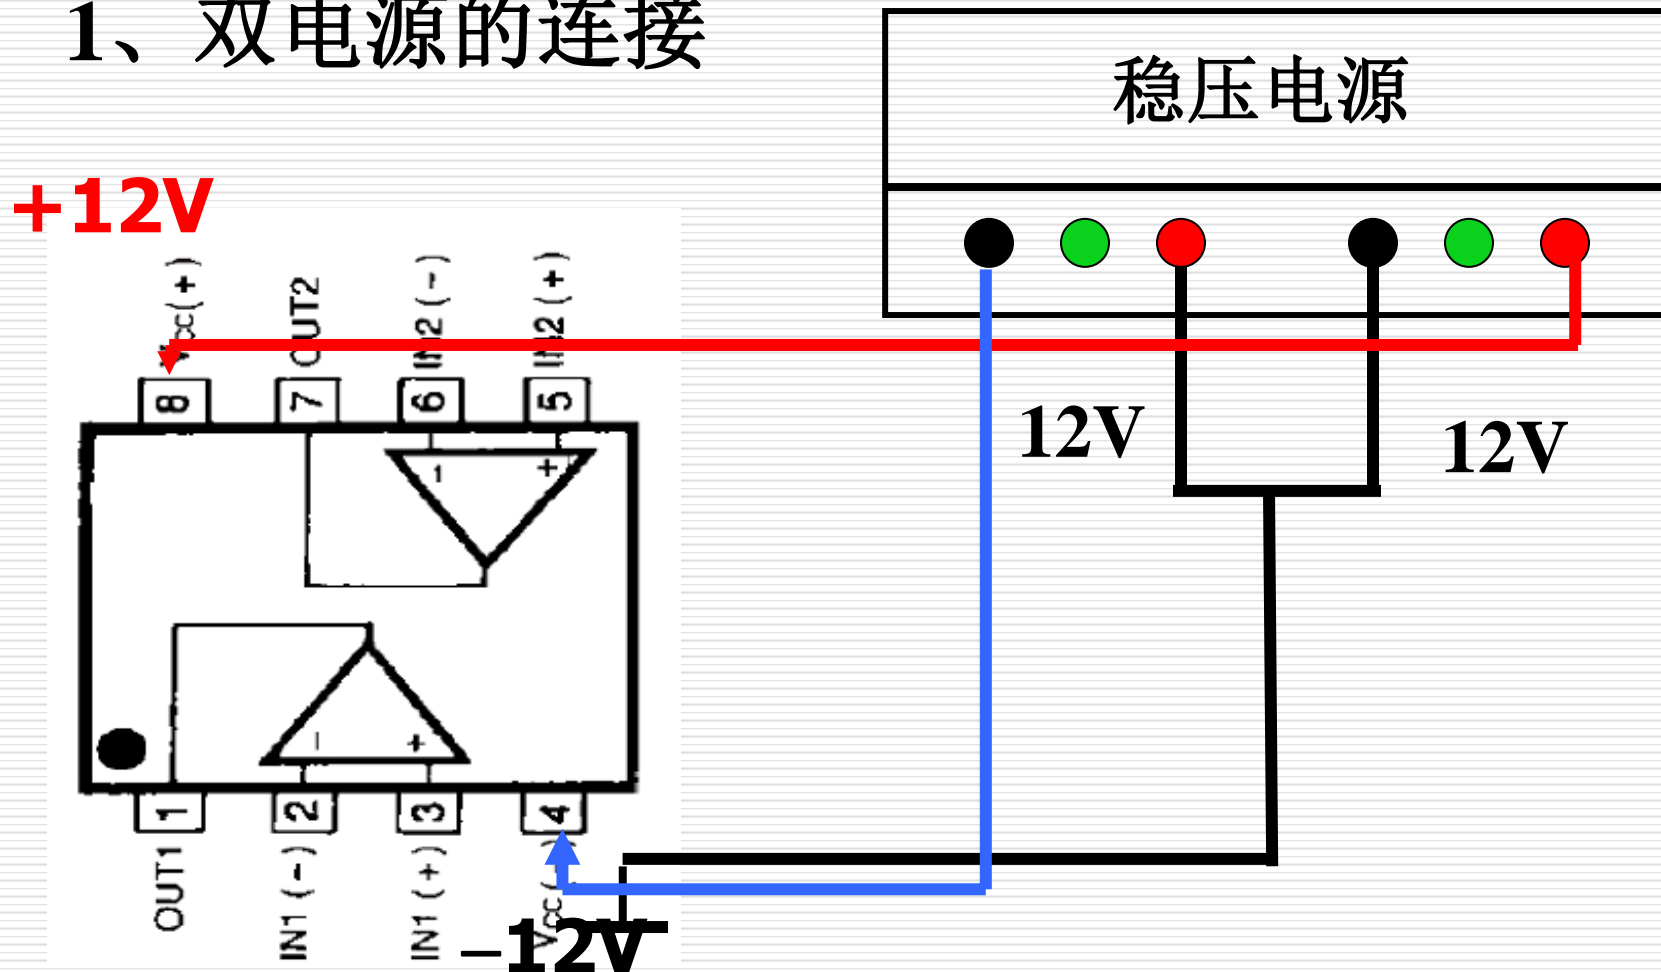 1、双电源的连接
稳压电源
+12V
Vcc(+)
OUT2
IN2(-)
IN2(+)
8
7
6
5
12V
12V
-
+
-
+
1
2
3
4
OUT1
IN1(-)
IN1(+)
Vcc(-)
–12V